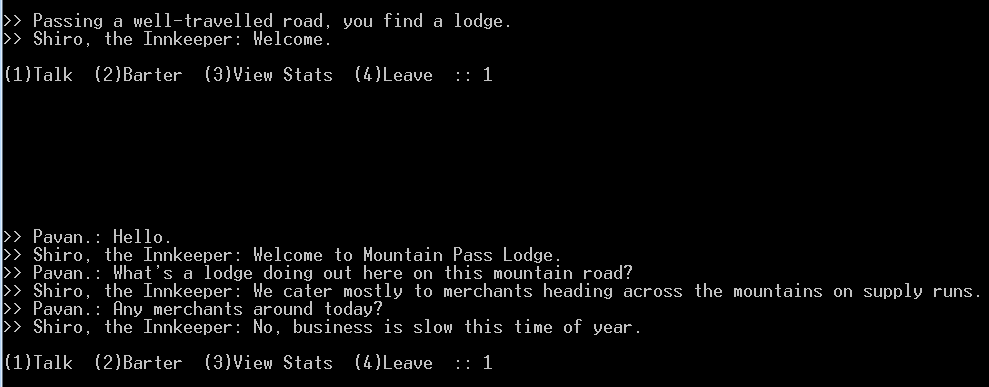 >> Passing a well-travelled road, you find a lodge.
>> Shiro, the Innkeeper: Welcome.
(1)Talk  (2)Barter  (3)View Stats  (4)Leave  :: 1
>> Pavan.: Hello.
>> Shiro, the Innkeeper: Welcome to Mountain Pass Lodge.
>> Pavan.: What's a lodge doing out here on this mountain road?
>> Shiro, the Innkeeper: We cater mostly to merchants heading across the mountains on supply runs.
>> Pavan.: Any merchants around today?
>> Shiro, the Innkeeper: No, business is slow this time of year.
(1)Talk  (2)Barter  (3)View Stats  (4)Leave  :: 1